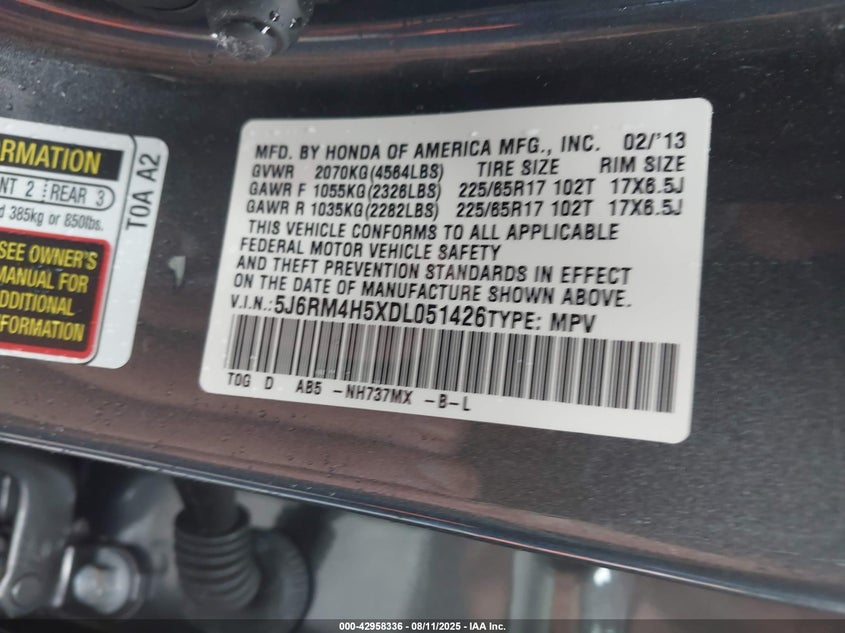 RMATION
NT 2 REAR 3
d 385kg or 850lbs.
SEE OWNER'S
MANUAL FOR
ADDITIONAL
NFORMATION
T0A A2
MFD. BY HONDA OF AMERICA MFG., INC. 02/'13
GVWR 2070KG(4564LBS) TIRE SIZE RIM SIZE
GAWR F 1055KG(2326LBS) 225/65R17 102T 17X6.5J
GAWR R 1035KG(2282LBS) 225/65R17 102T 17X6.5J
THIS VEHICLE CONFORMS TO ALL APPLICABLE
FEDERAL MOTOR VEHICLE SAFETY
AND THEFT PREVENTION STANDARDS IN EFFECT
ON THE DATE OF MANUFACTURE SHOWN ABOVE.
V.I.N.:5J6RM4H5XDL051426TYPE: MPV
T0G D AB5 -NH737MX -B-L
000-42958336 - 08/11/2025 - IAA Inc.